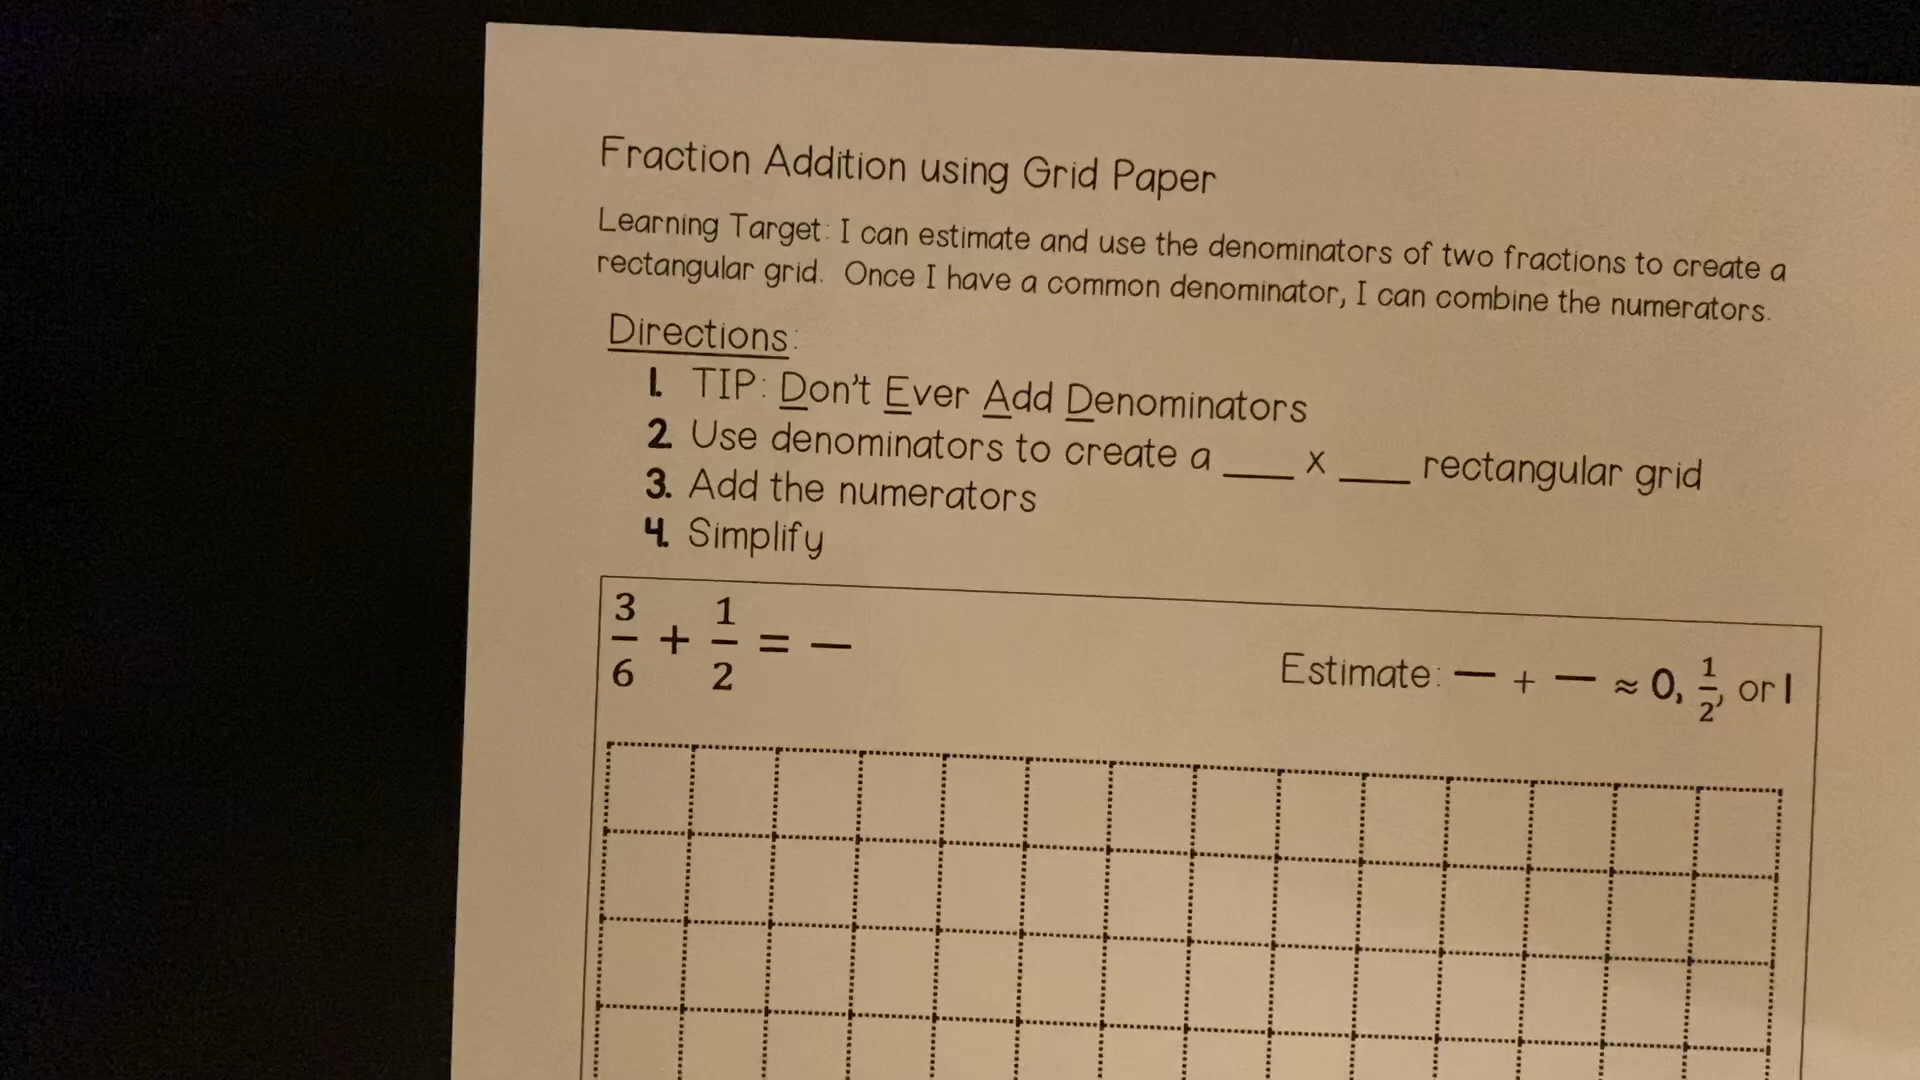 Fraction Addition using Grid Paper
Learning Target: I can estimate and use the denominators of two fractions to create a
rectangular grid. Once I have a common denominator, I can combine the numerators.
Directions:
1. TIP: Don't Ever Add Denominators
2. Use denominators to create a ___ x ___ rectangular grid
3. Add the numerators
4. Simplify
3/6 + 1/2 = —
Estimate: — + — ≈ 0, 1/2, or 1